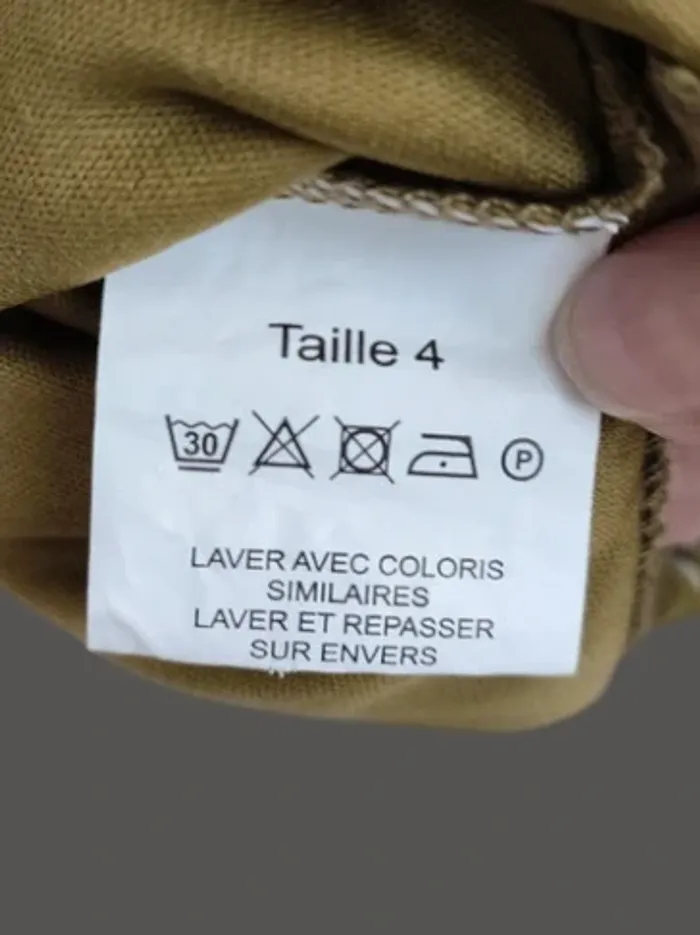 Taille 4
30 P
LAVER AVEC COLORIS
SIMILAIRES
LAVER ET REPASSER
SUR ENVERS